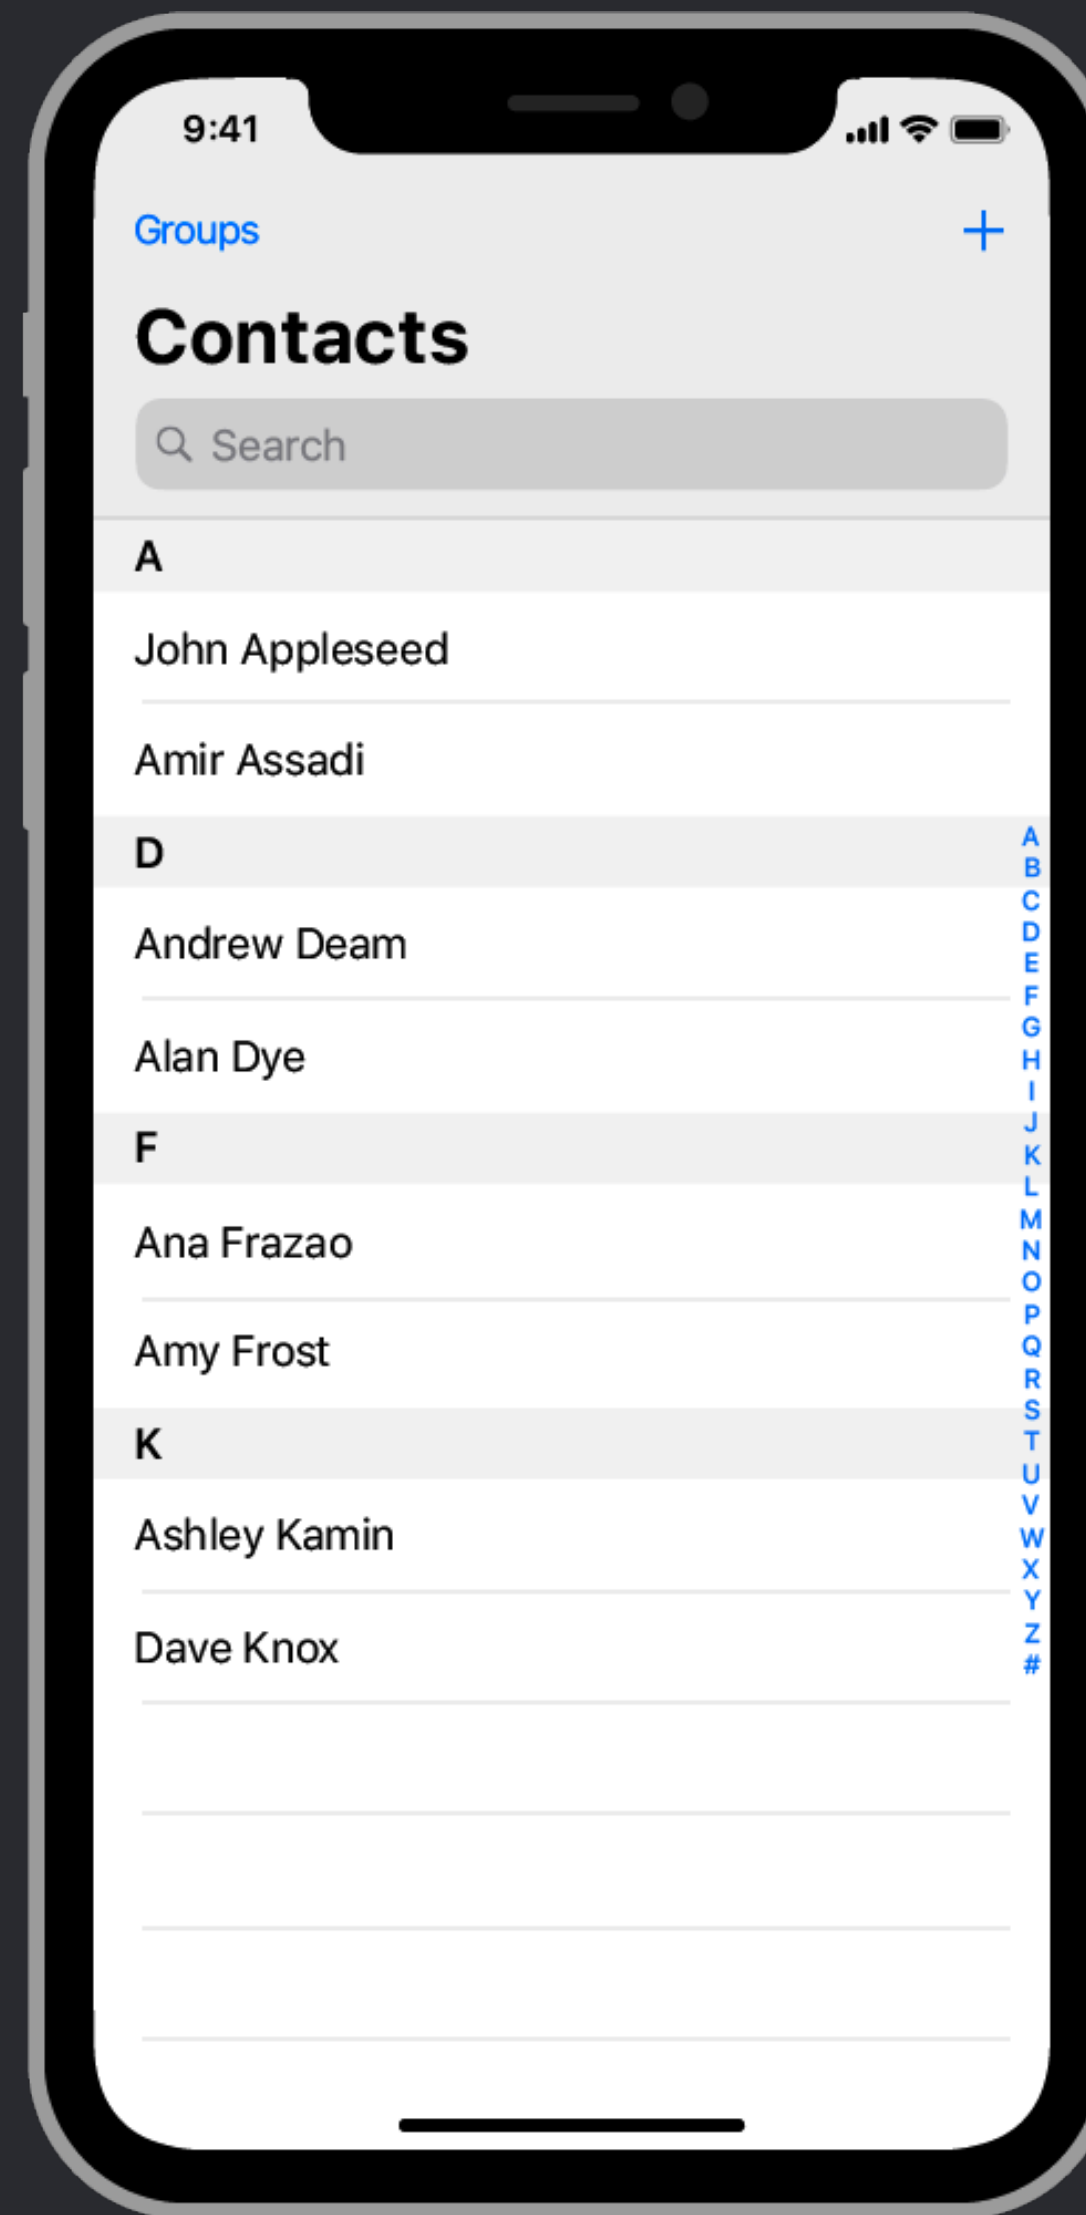 9:41
Groups
Contacts
Search
A
John Appleseed
Amir Assadi
D
Andrew Deam
Alan Dye
F
Ana Frazao
Amy Frost
K
Ashley Kamin
Dave Knox
A
B
C
D
E
F
G
H
I
J
K
L
M
N
O
P
Q
R
S
T
U
V
W
X
Y
Z
#